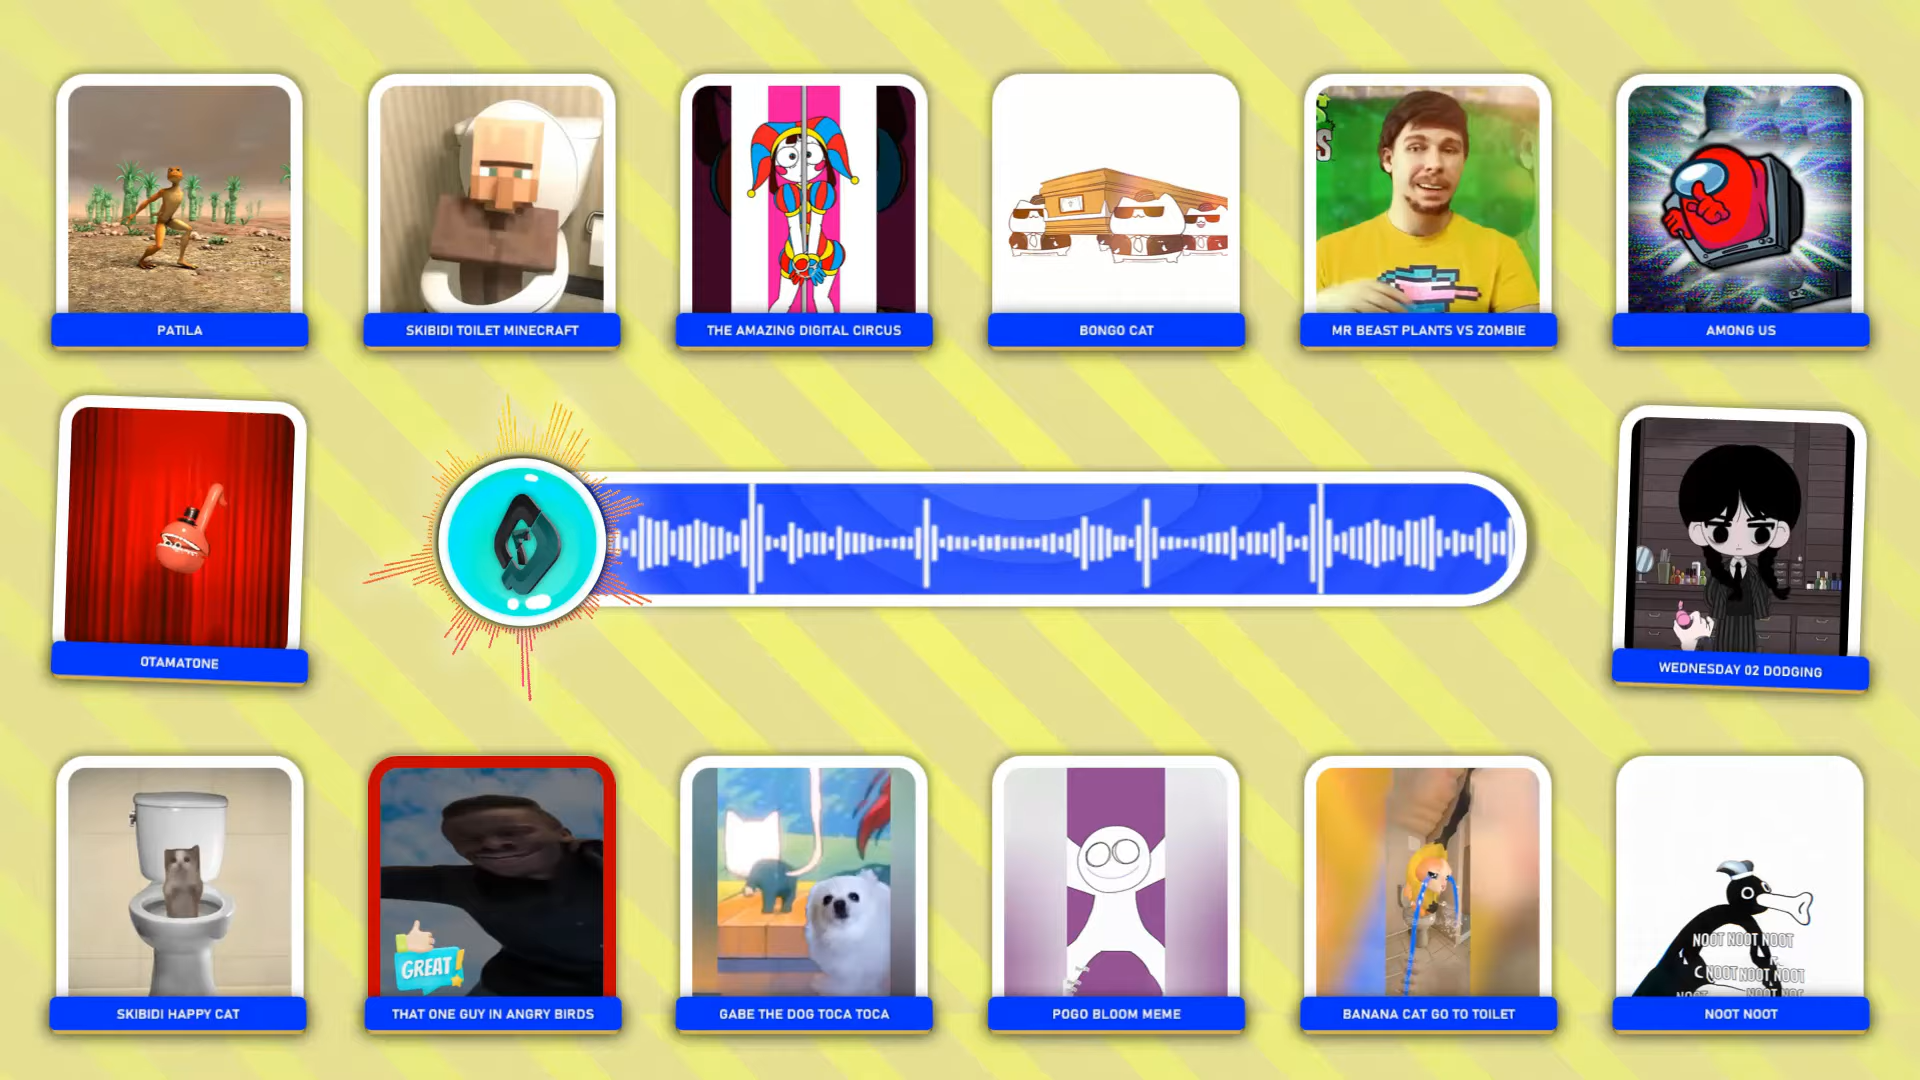 PATILA
SKIBIDI TOILET MINECRAFT
THE AMAZING DIGITAL CIRCUS
BONGO CAT
S
MR BEAST PLANTS VS ZOMBIE
AMONG US
OTAMATONE
WEDNESDAY 02 DODGING
SKIBIDI HAPPY CAT
GREAT!
THAT ONE GUY IN ANGRY BIRDS
GABE THE DOG TOCA TOCA
POGO BLOOM MEME
BANANA CAT GO TO TOILET
NOOT NOOT NOOT
NOOT NOOT NOOT
NOOT NOOT